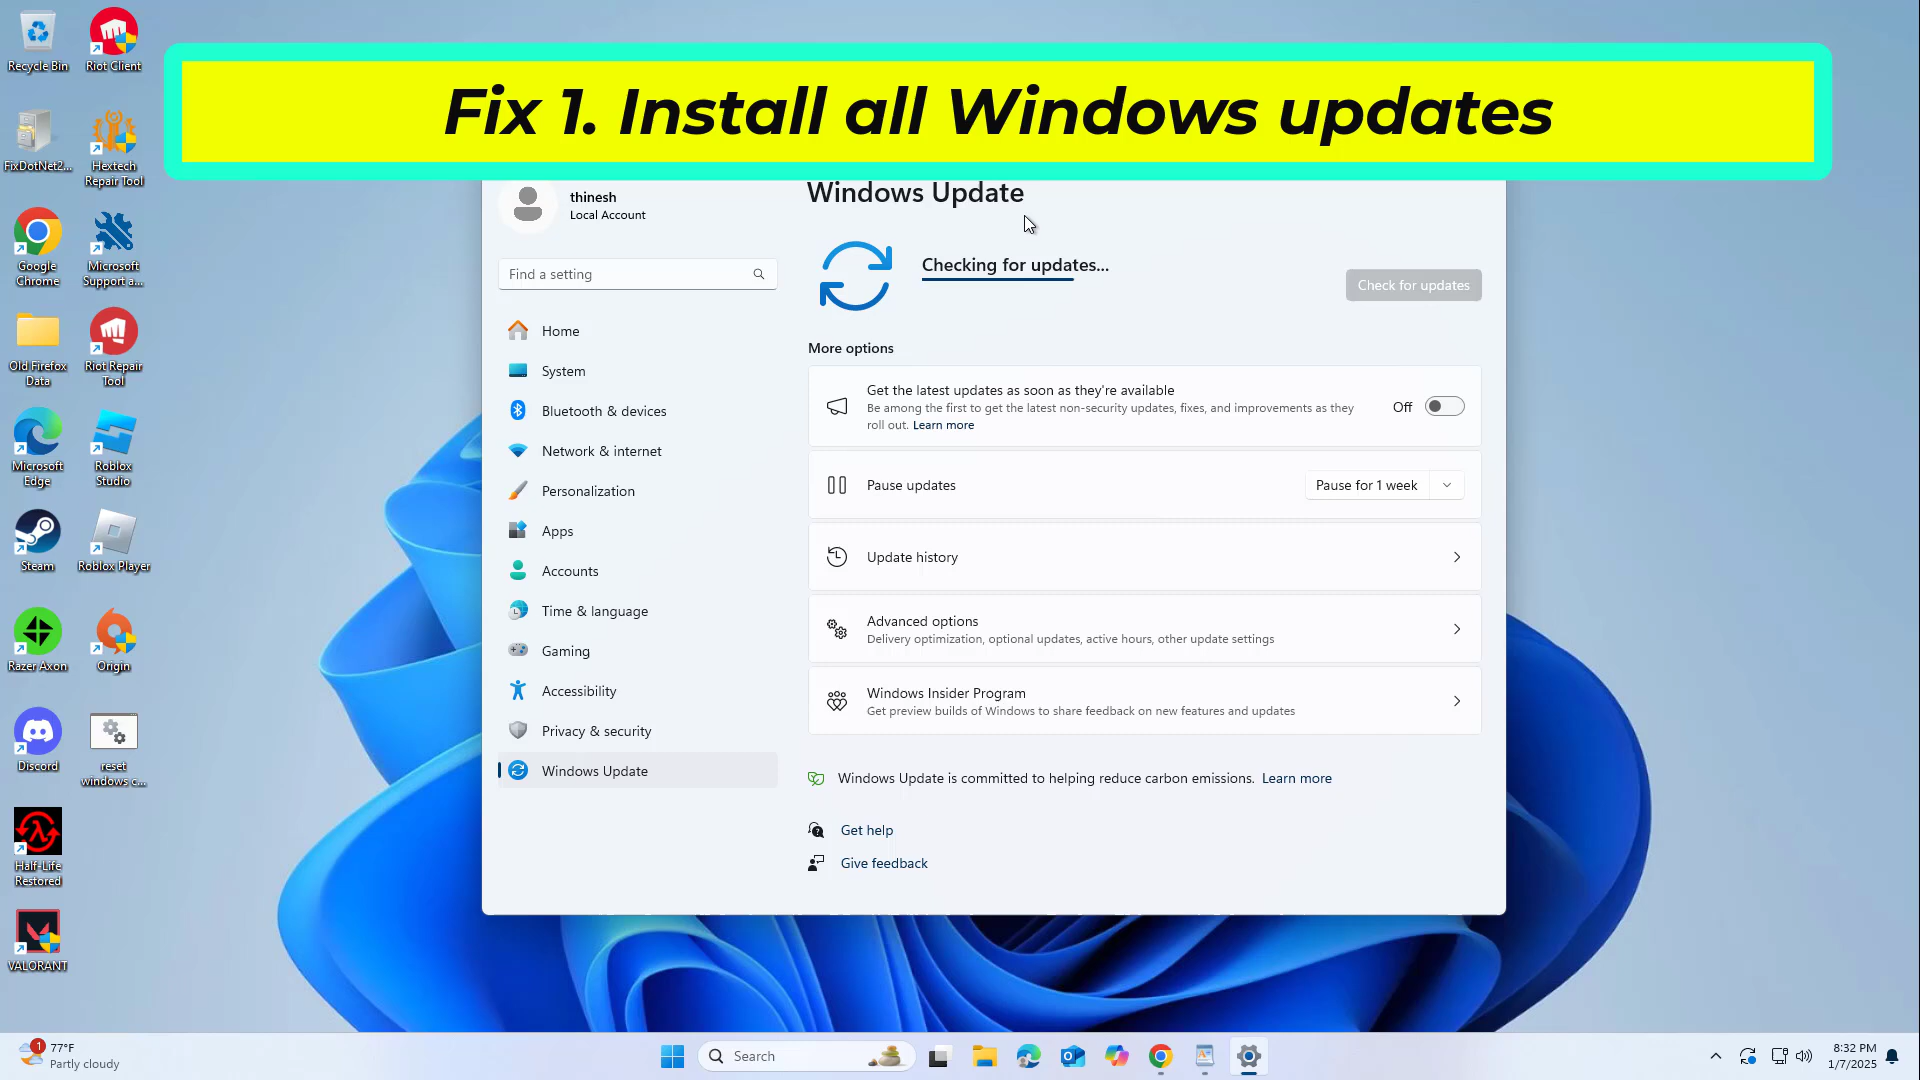 Fix 1. Install all Windows updates
Recycle Bin
Riot Client
FixDotNet2...
Hextech
Repair Tool
Google
Chrome
Microsoft
Support a...
Old Firefox
Data
Riot Repair
Tool
Microsoft
Edge
Roblox
Studio
Steam
Roblox Player
Razer Axon
Origin
Discord
reset
windows c...
Half-Life
Restored
VALORANT
thinesh
Local Account
Find a setting
Home
System
Bluetooth & devices
Network & internet
Personalization
Apps
Accounts
Time & language
Gaming
Accessibility
Privacy & security
Windows Update
Windows Update
Checking for updates...
Check for updates
More options
Get the latest updates as soon as they're available
Be among the first to get the latest non-security updates, fixes, and improvements as they
roll out. Learn more
Off
Pause updates
Pause for 1 week
Update history
Advanced options
Delivery optimization, optional updates, active hours, other update settings
Windows Insider Program
Get preview builds of Windows to share feedback on new features and updates
Windows Update is committed to helping reduce carbon emissions. Learn more
Get help
Give feedback
1
77°F
Partly cloudy
Search
8:32 PM
1/7/2025